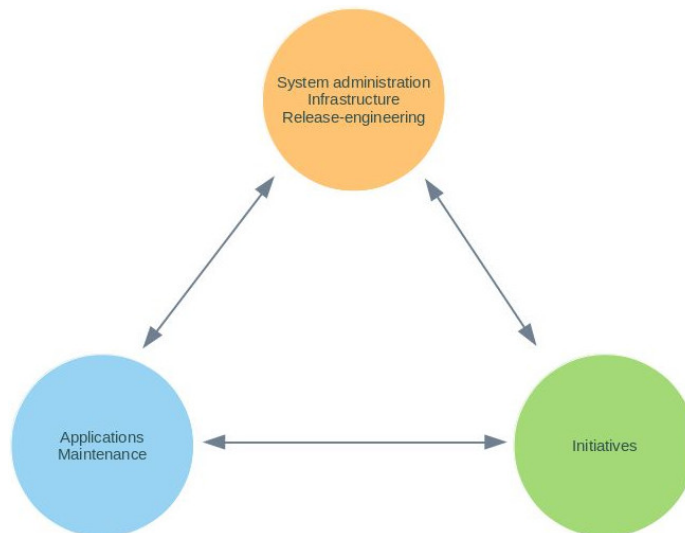 System administration
Infrastructure
Release-engineering
Applications
Maintenance
Initiatives